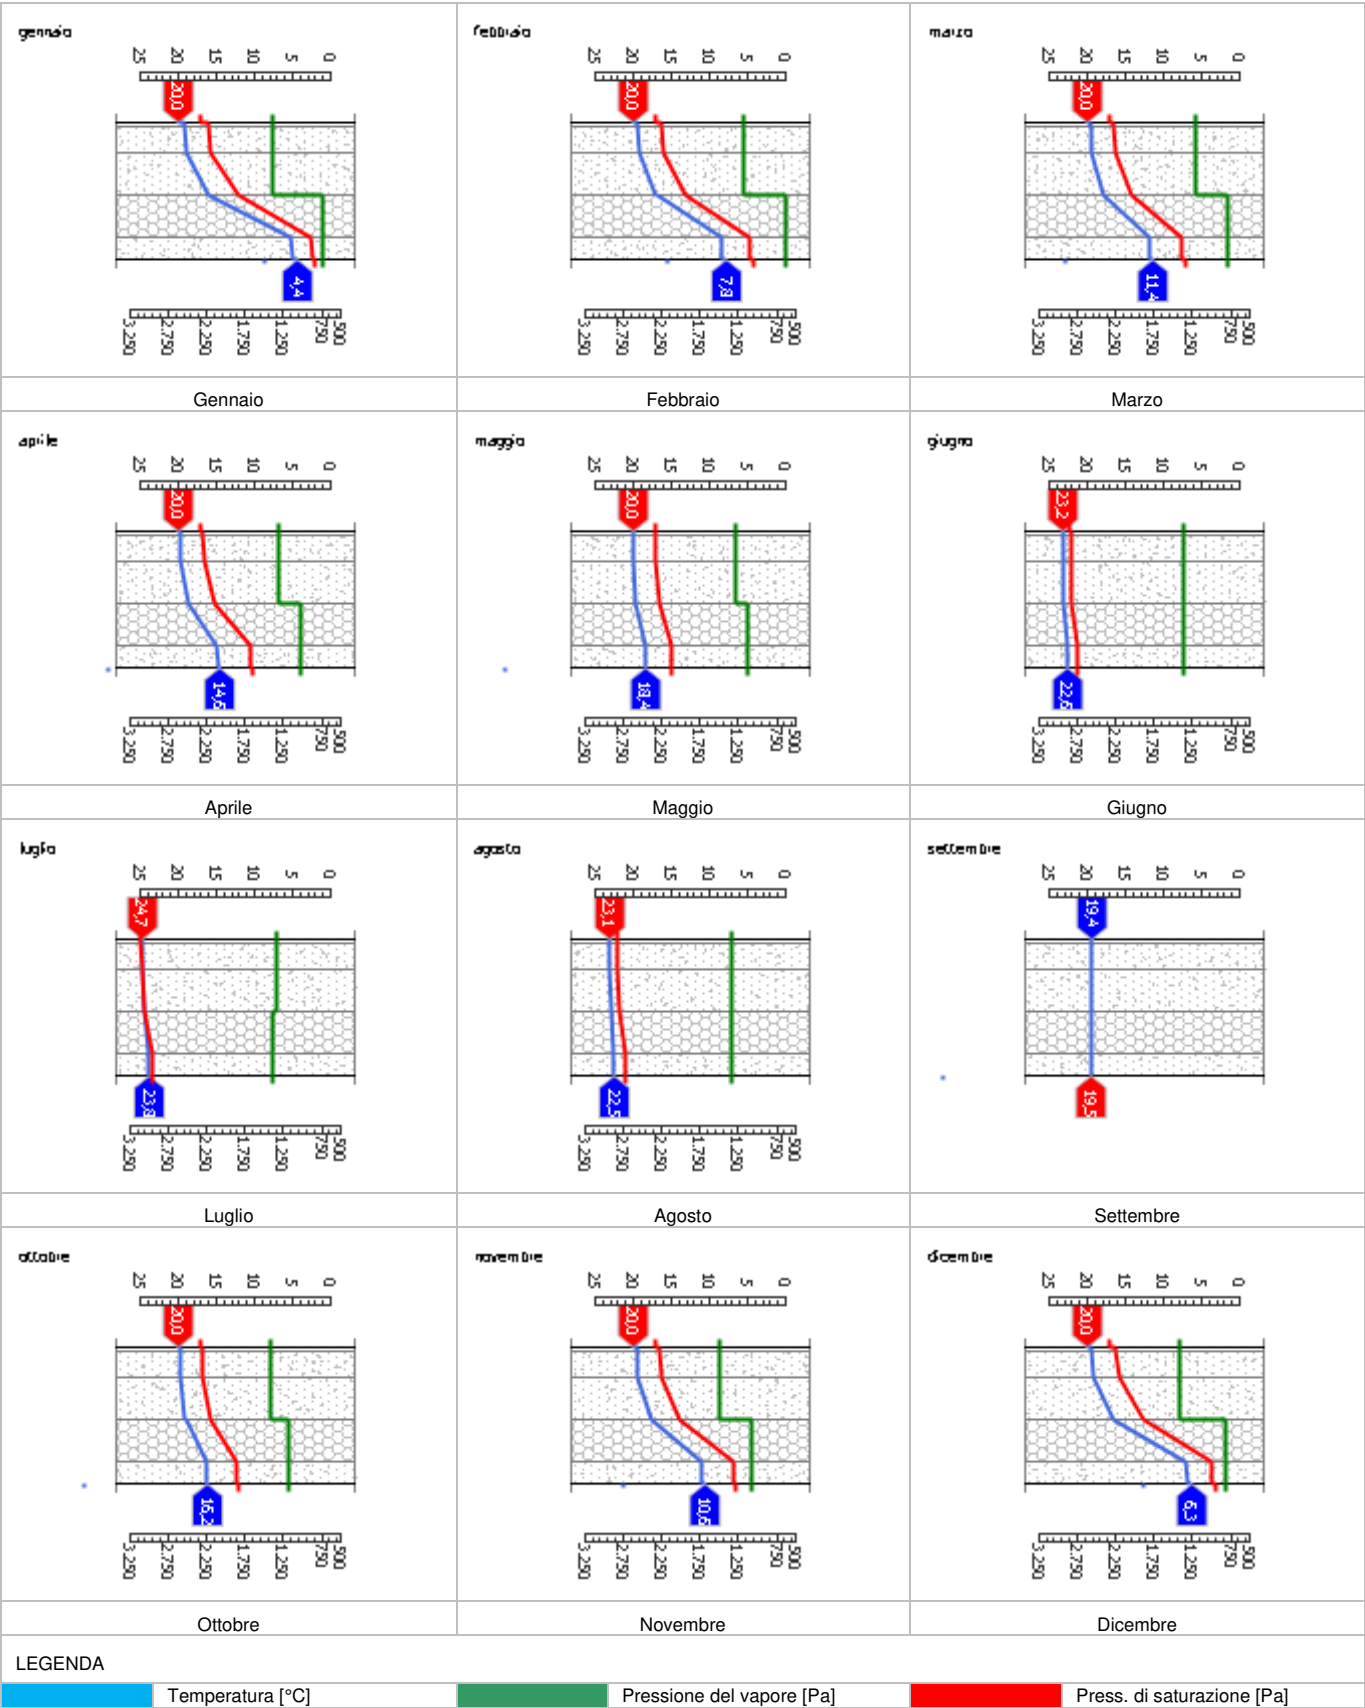 gennaio febbraio marzo
25 20 15 10 5 0 25 20 15 10 5 0 25 20 15 10 5 0
20,0 20,0 20,0
4,4 7,8 11,4
3.250 2.750 2.250 1.750 1.250 750 500 3.250 2.750 2.250 1.750 1.250 750 500 3.250 2.750 2.250 1.750 1.250 750 500
Gennaio Febbraio Marzo
aprile maggio giugno
25 20 15 10 5 0 25 20 15 10 5 0 25 20 15 10 5 0
20,0 20,0 23,2
18,4
3.250 2.750 2.250 1.750 1.250 750 500 3.250 2.750 2.250 1.750 1.250 750 500 3.250 2.750 2.250 1.750 1.250 750 500
Aprile Maggio Giugno
luglio agosto settembre
25 20 15 10 5 0 25 20 15 10 5 0 25 20 15 10 5 0
24,7 23,1 19,4
23,8 22,5 19,5
3.250 2.750 2.250 1.750 1.250 750 500 3.250 2.750 2.250 1.750 1.250 750 500
Luglio Agosto Settembre
ottobre novembre dicembre
25 20 15 10 5 0 25 20 15 10 5 0 25 20 15 10 5 0
20,0 20,0 20,0
16,2 6,3
3.250 2.750 2.250 1.750 1.250 750 500 3.250 2.750 2.250 1.750 1.250 750 500 3.250 2.750 2.250 1.750 1.250 750 500
Ottobre Novembre Dicembre
LEGENDA
Temperatura [°C] Pressione del vapore [Pa] Press. di saturazione [Pa]